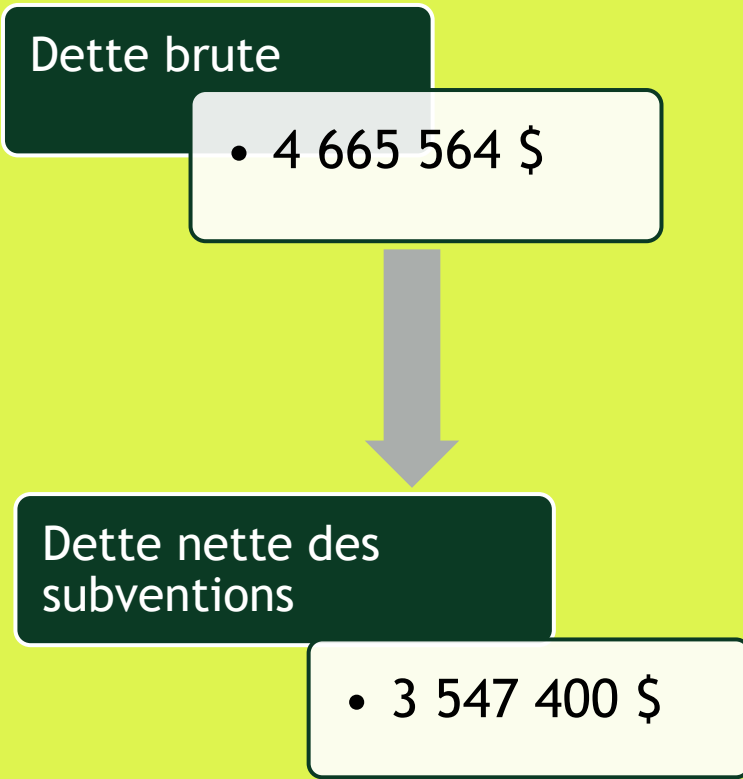 Dette brute
• 4 665 564 $
Dette nette des
subventions
• 3 547 400 $